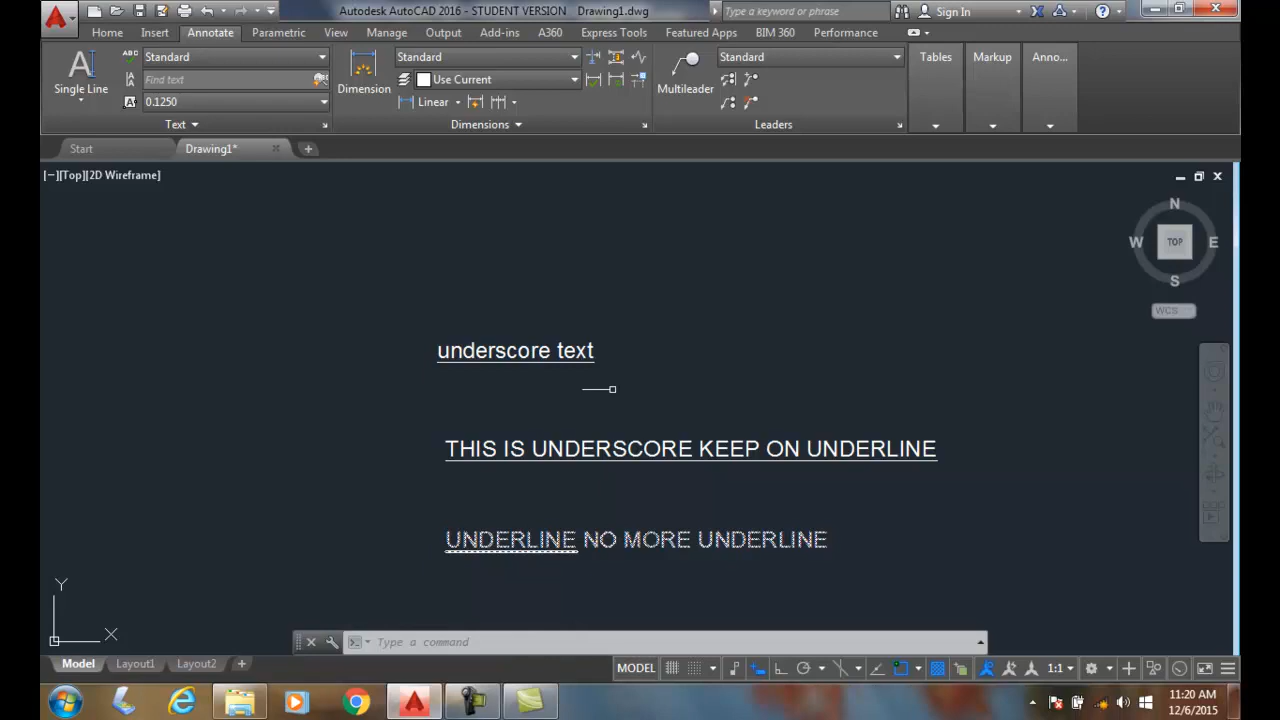 Autodesk AutoCAD 2016 - STUDENT VERSION Drawing1.dwg
Type a keyword or phrase
Sign In
Home Insert Annotate Parametric View Manage Output Add-ins A360 Express Tools Featured Apps BIM 360 Performance
A Single Line
ABC Standard
Find text
0.1250
Text
Dimension
Standard
Use Current
Linear
Dimensions
Multileader
Standard
Leaders
Tables
Markup
Anno...
Start
Drawing1*
[−][Top][2D Wireframe]
N
W TOP E
S
WCS
underscore text
THIS IS UNDERSCORE KEEP ON UNDERLINE
UNDERLINE NO MORE UNDERLINE
Y
X
Type a command
Model Layout1 Layout2
MODEL
1:1
11:20 AM
12/6/2015